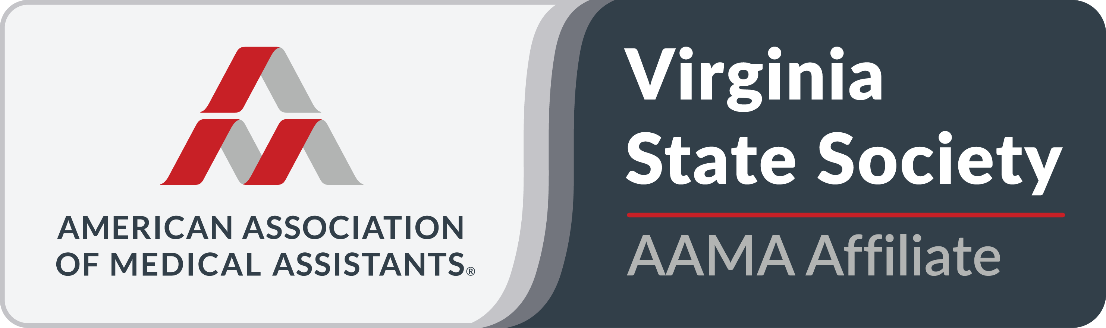 AMERICAN ASSOCIATION
OF MEDICAL ASSISTANTS®
Virginia
State Society
AAMA Affiliate